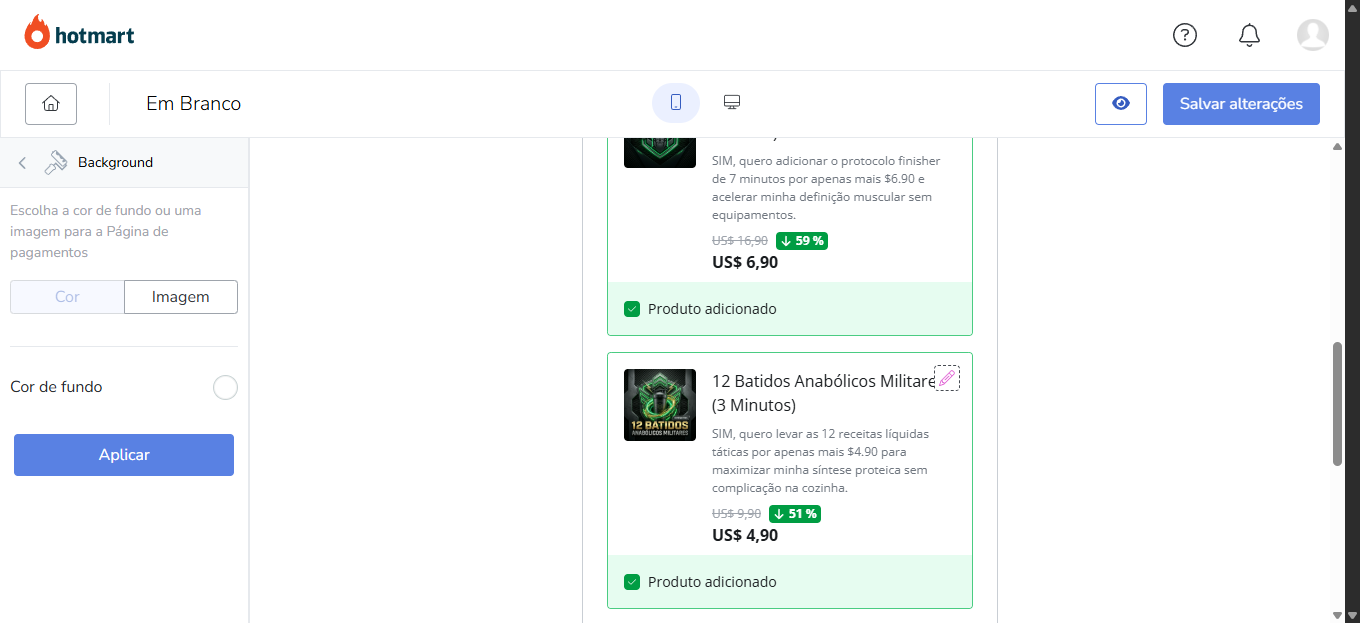 hotmart
Em Branco
Salvar alterações
Background
Escolha a cor de fundo ou uma
imagem para a Página de
pagamentos
Cor
Imagem
Cor de fundo
Aplicar
SIM, quero adicionar o protocolo finisher
de 7 minutos por apenas mais $6.90 e
acelerar minha definição muscular sem
equipamentos.
US$ 16,90 ↓ 59 %
US$ 6,90
Produto adicionado
12 BATIDOS
ANABÓLICOS MILITARES
12 Batidos Anabólicos Militare
(3 Minutos)
SIM, quero levar as 12 receitas líquidas
táticas por apenas mais $4.90 para
maximizar minha síntese proteica sem
complicação na cozinha.
US$ 9,90 ↓ 51 %
US$ 4,90
Produto adicionado